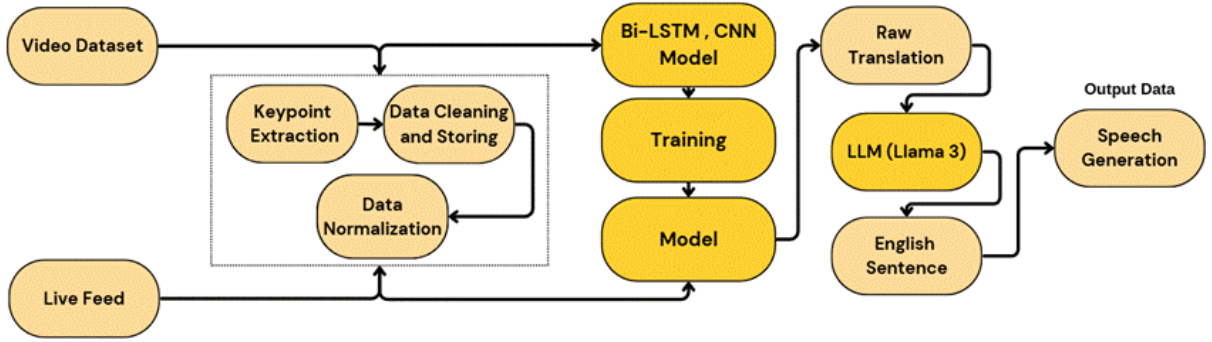 Video Dataset
Keypoint
Extraction
Data Cleaning
and Storing
Data
Normalization
Live Feed
Bi-LSTM , CNN
Model
Training
Model
Raw
Translation
LLM (Llama 3)
English
Sentence
Output Data
Speech
Generation